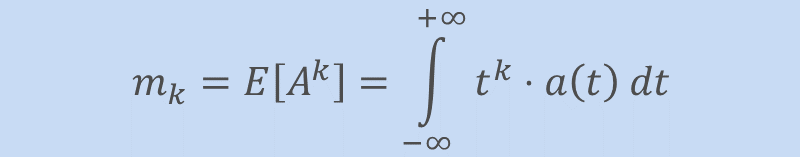 m_k = E[A^k] = ∫_{−∞}^{+∞} t^k · a(t) dt